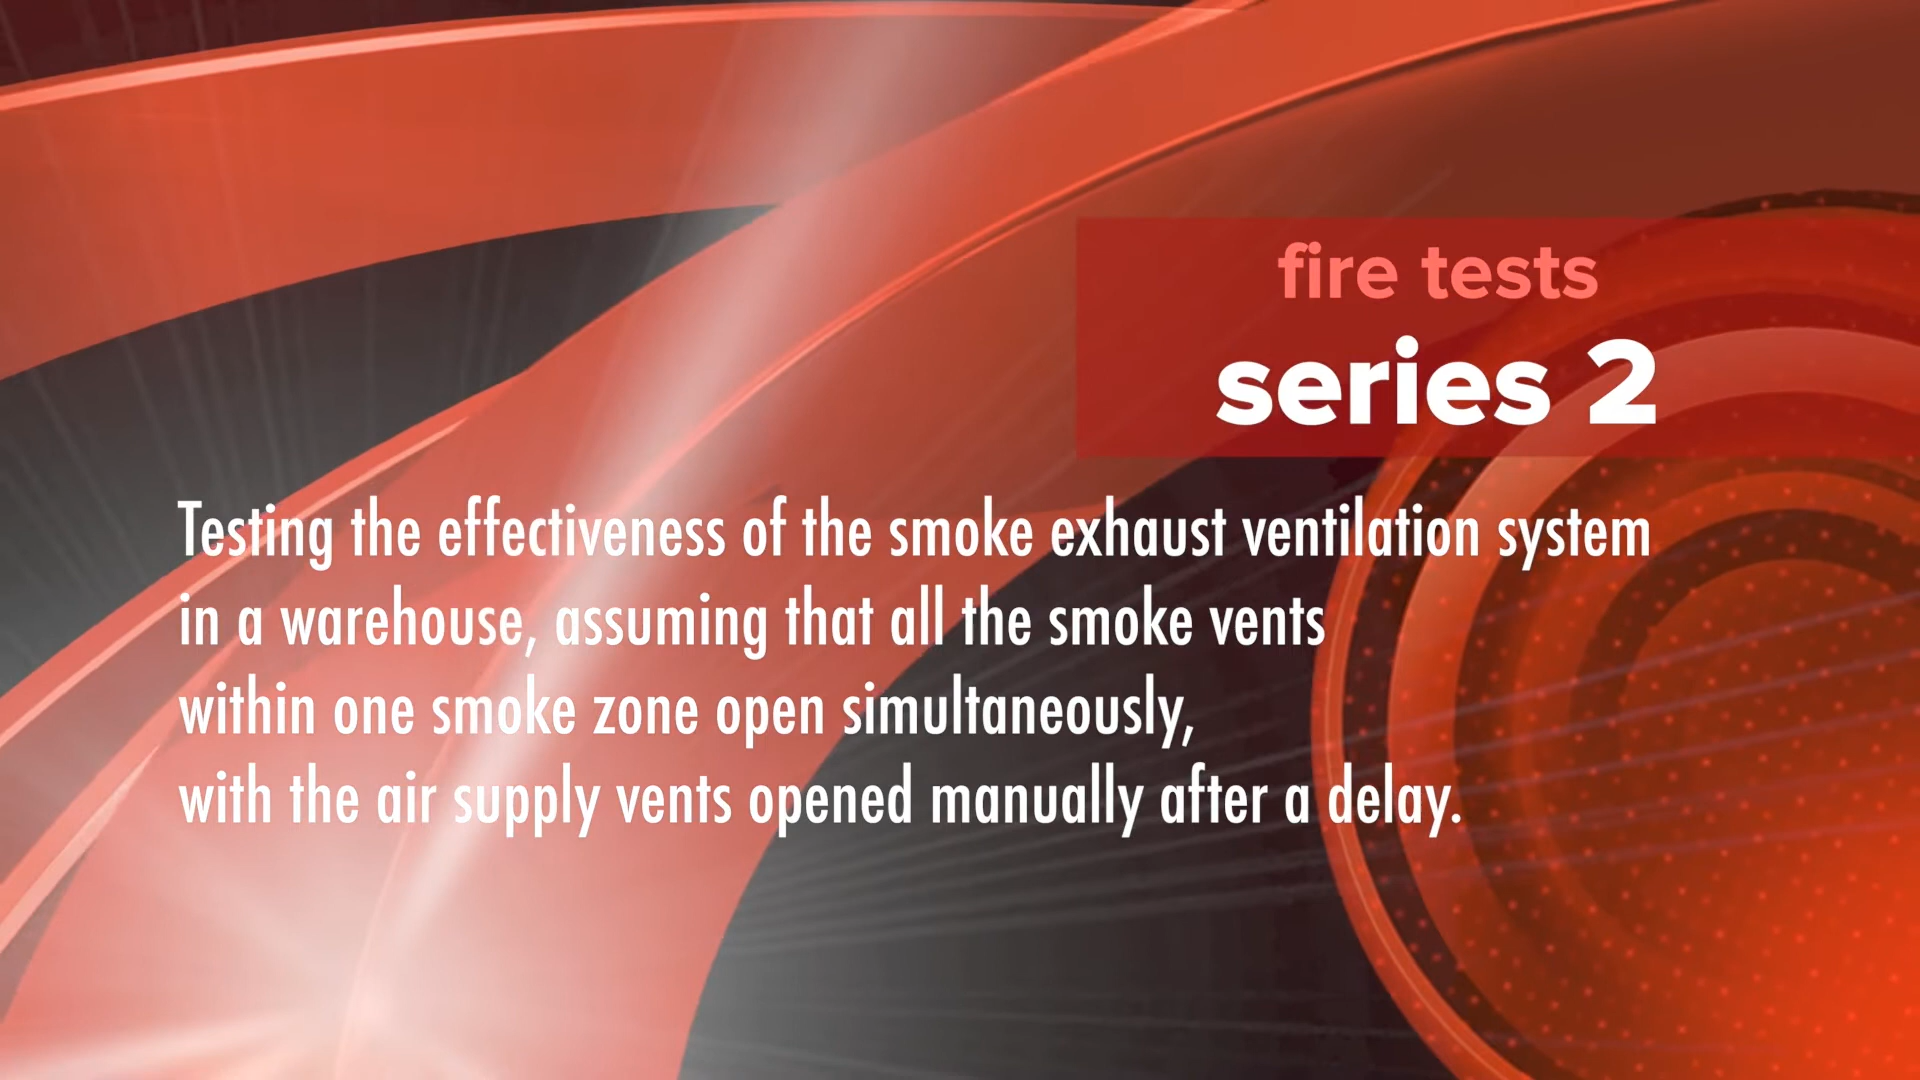 fire tests
series 2
Testing the effectiveness of the smoke exhaust ventilation system
in a warehouse, assuming that all the smoke vents
within one smoke zone open simultaneously,
with the air supply vents opened manually after a delay.